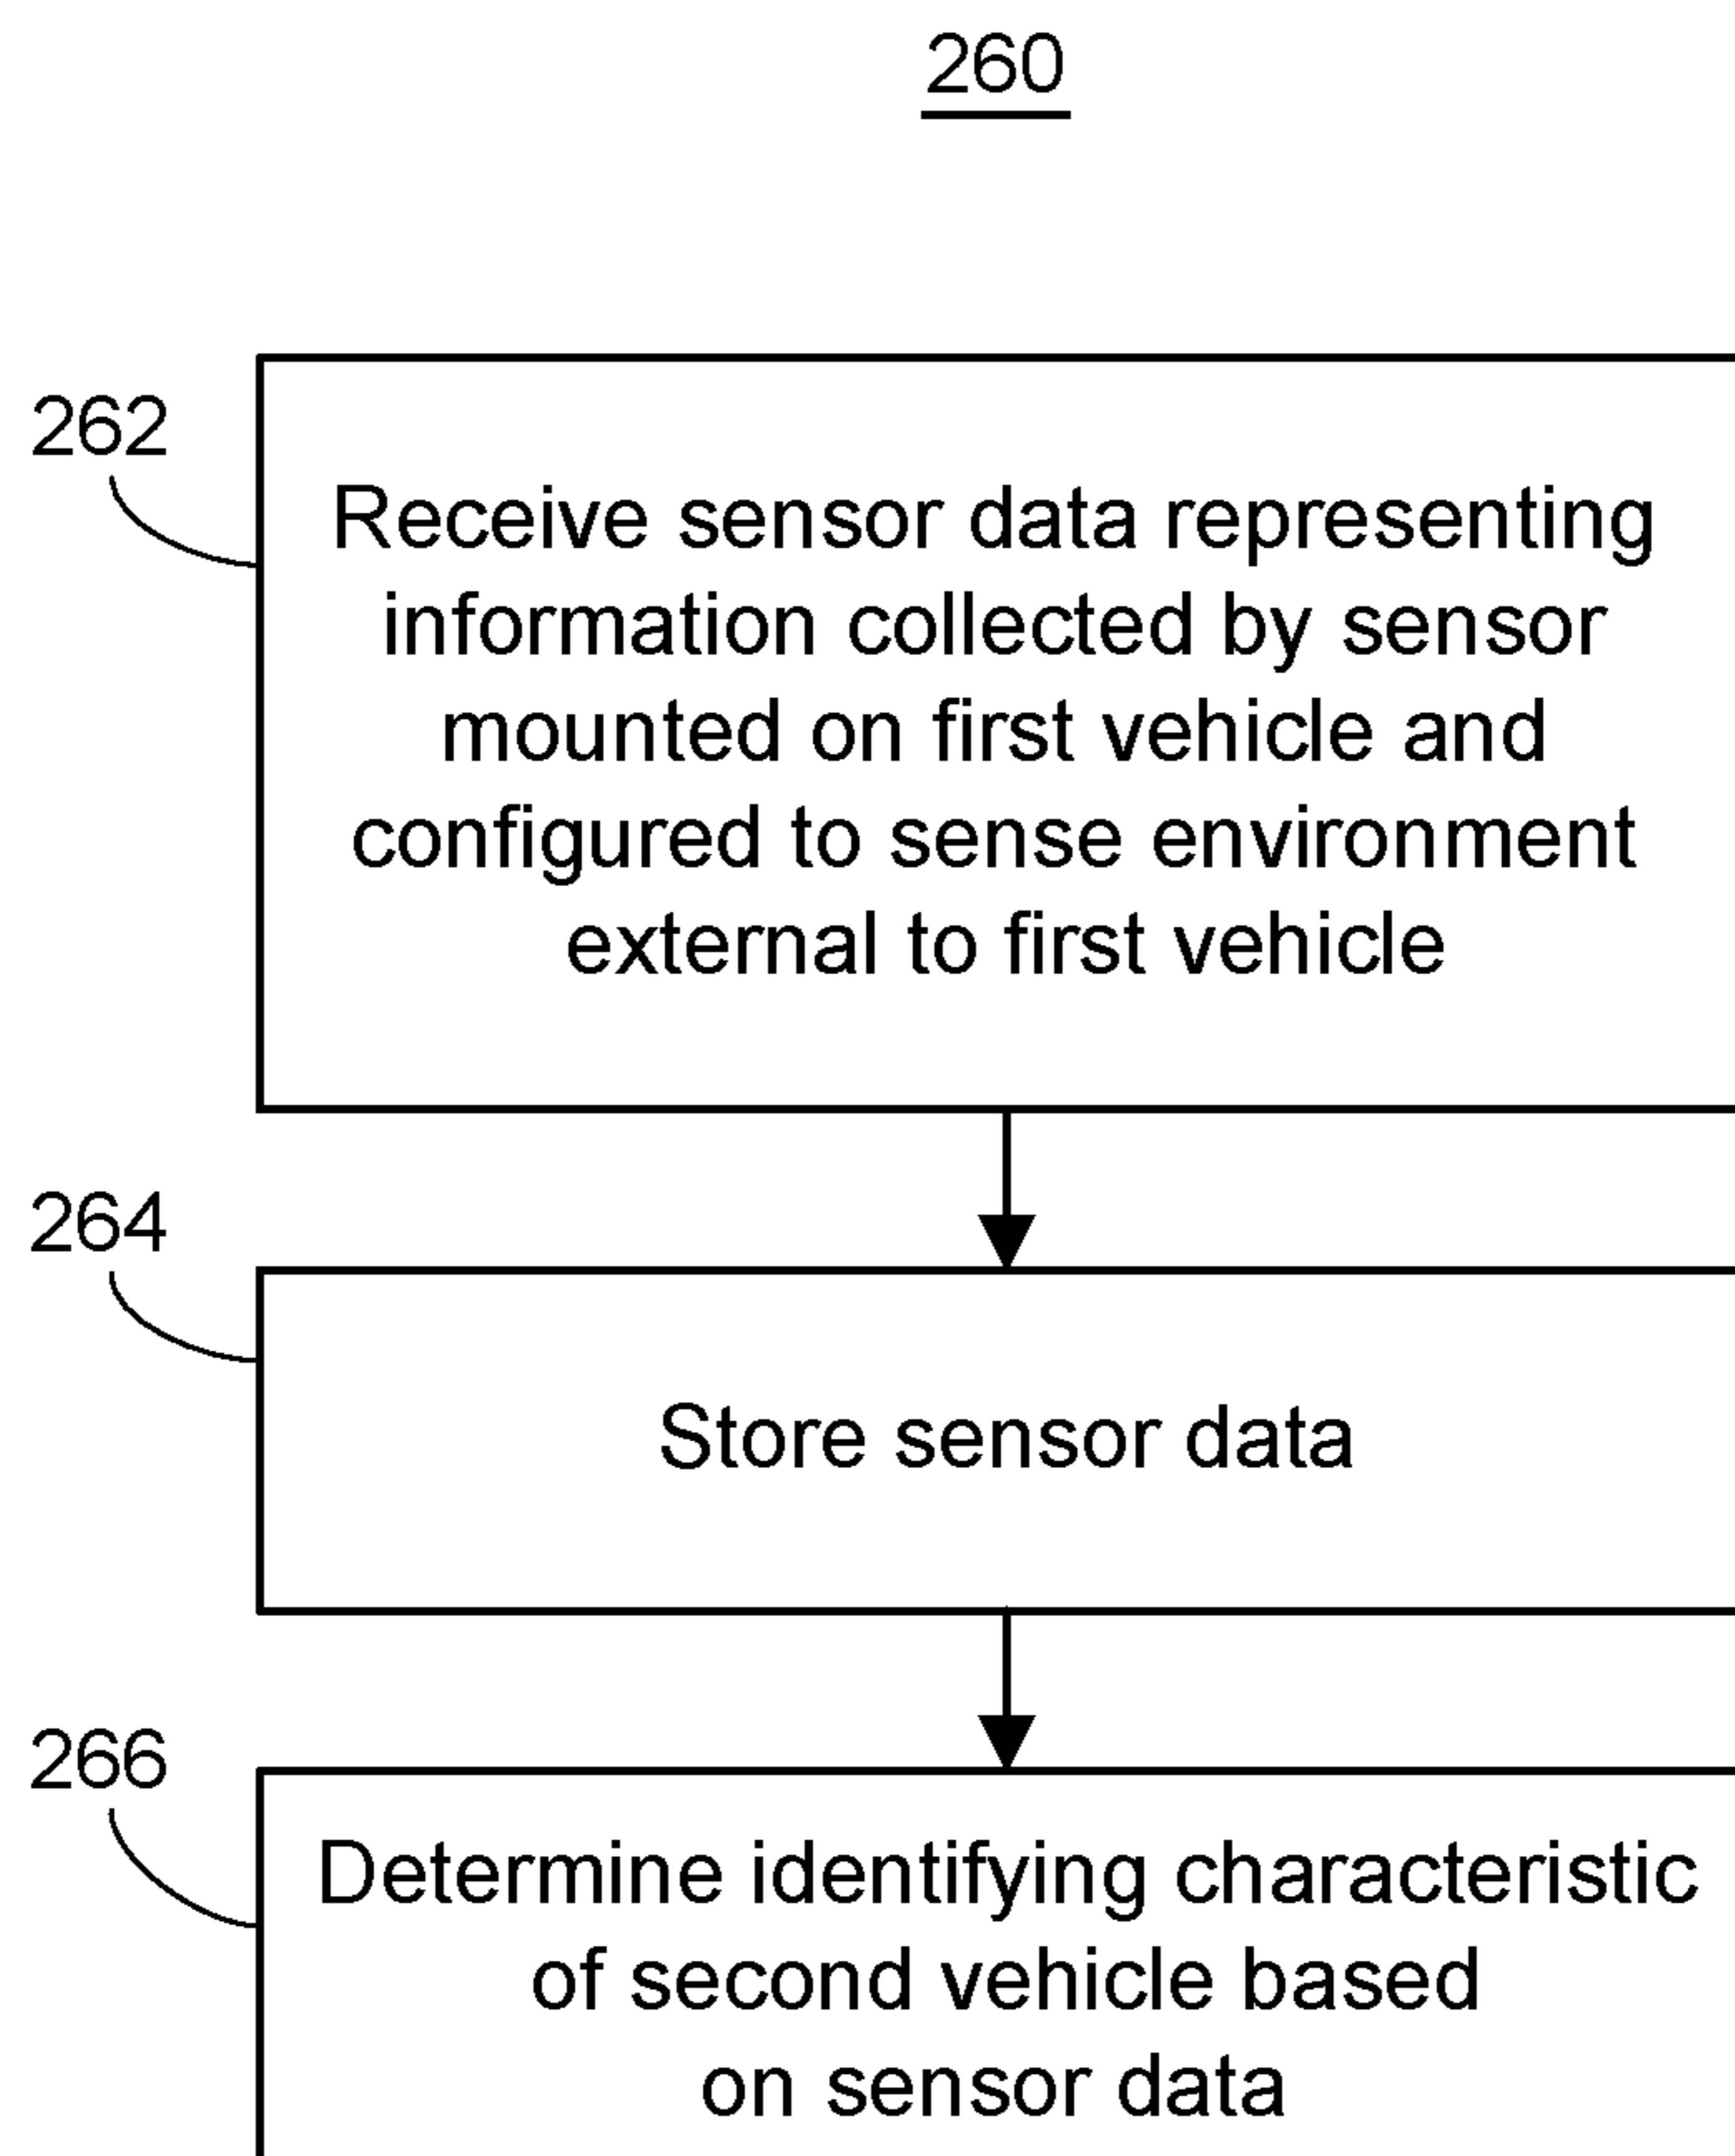 260
262
Receive sensor data representing
information collected by sensor
mounted on first vehicle and
configured to sense environment
external to first vehicle
264
Store sensor data
266
Determine identifying characteristic
of second vehicle based
on sensor data